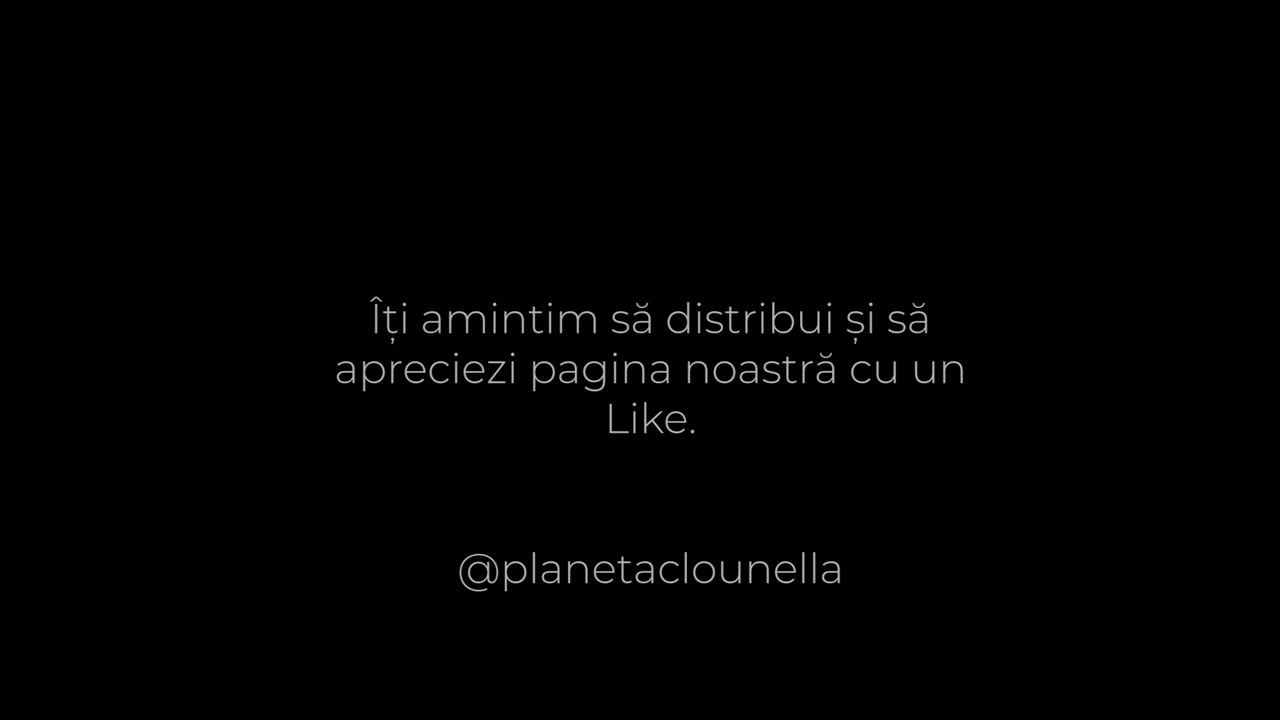 Îți amintim să distribui și să
apreciezi pagina noastră cu un
Like.
@planetaclounella